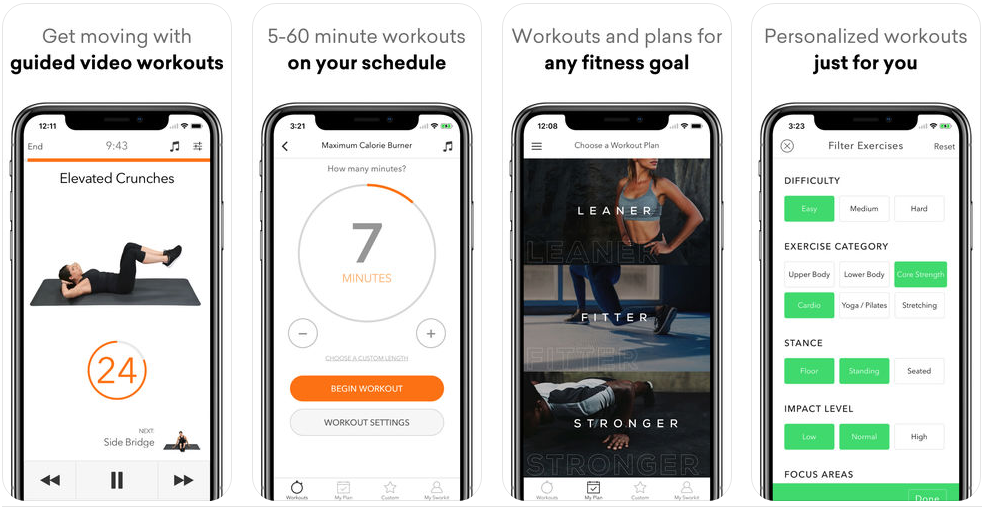 Get moving with
guided video workouts
12:11
End
9:43
Elevated Crunches
24
NEXT:
Side Bridge
5-60 minute workouts
on your schedule
3:21
Maximum Calorie Burner
How many minutes?
7
MINUTES
CHOOSE A CUSTOM LENGTH
BEGIN WORKOUT
WORKOUT SETTINGS
Workouts
My Plan
Custom
My Sworkit
Workouts and plans for
any fitness goal
12:08
Choose a Workout Plan
LEANER
LEANER
FITTER
FITTER
STRONGER
STRONGER
Workouts
My Plan
Custom
My Sworkit
Personalized workouts
just for you
3:23
Filter Exercises
Reset
DIFFICULTY
Easy
Medium
Hard
EXERCISE CATEGORY
Upper Body
Lower Body
Core Strength
Cardio
Yoga / Pilates
Stretching
STANCE
Floor
Standing
Seated
IMPACT LEVEL
Low
Normal
High
FOCUS AREAS
Done